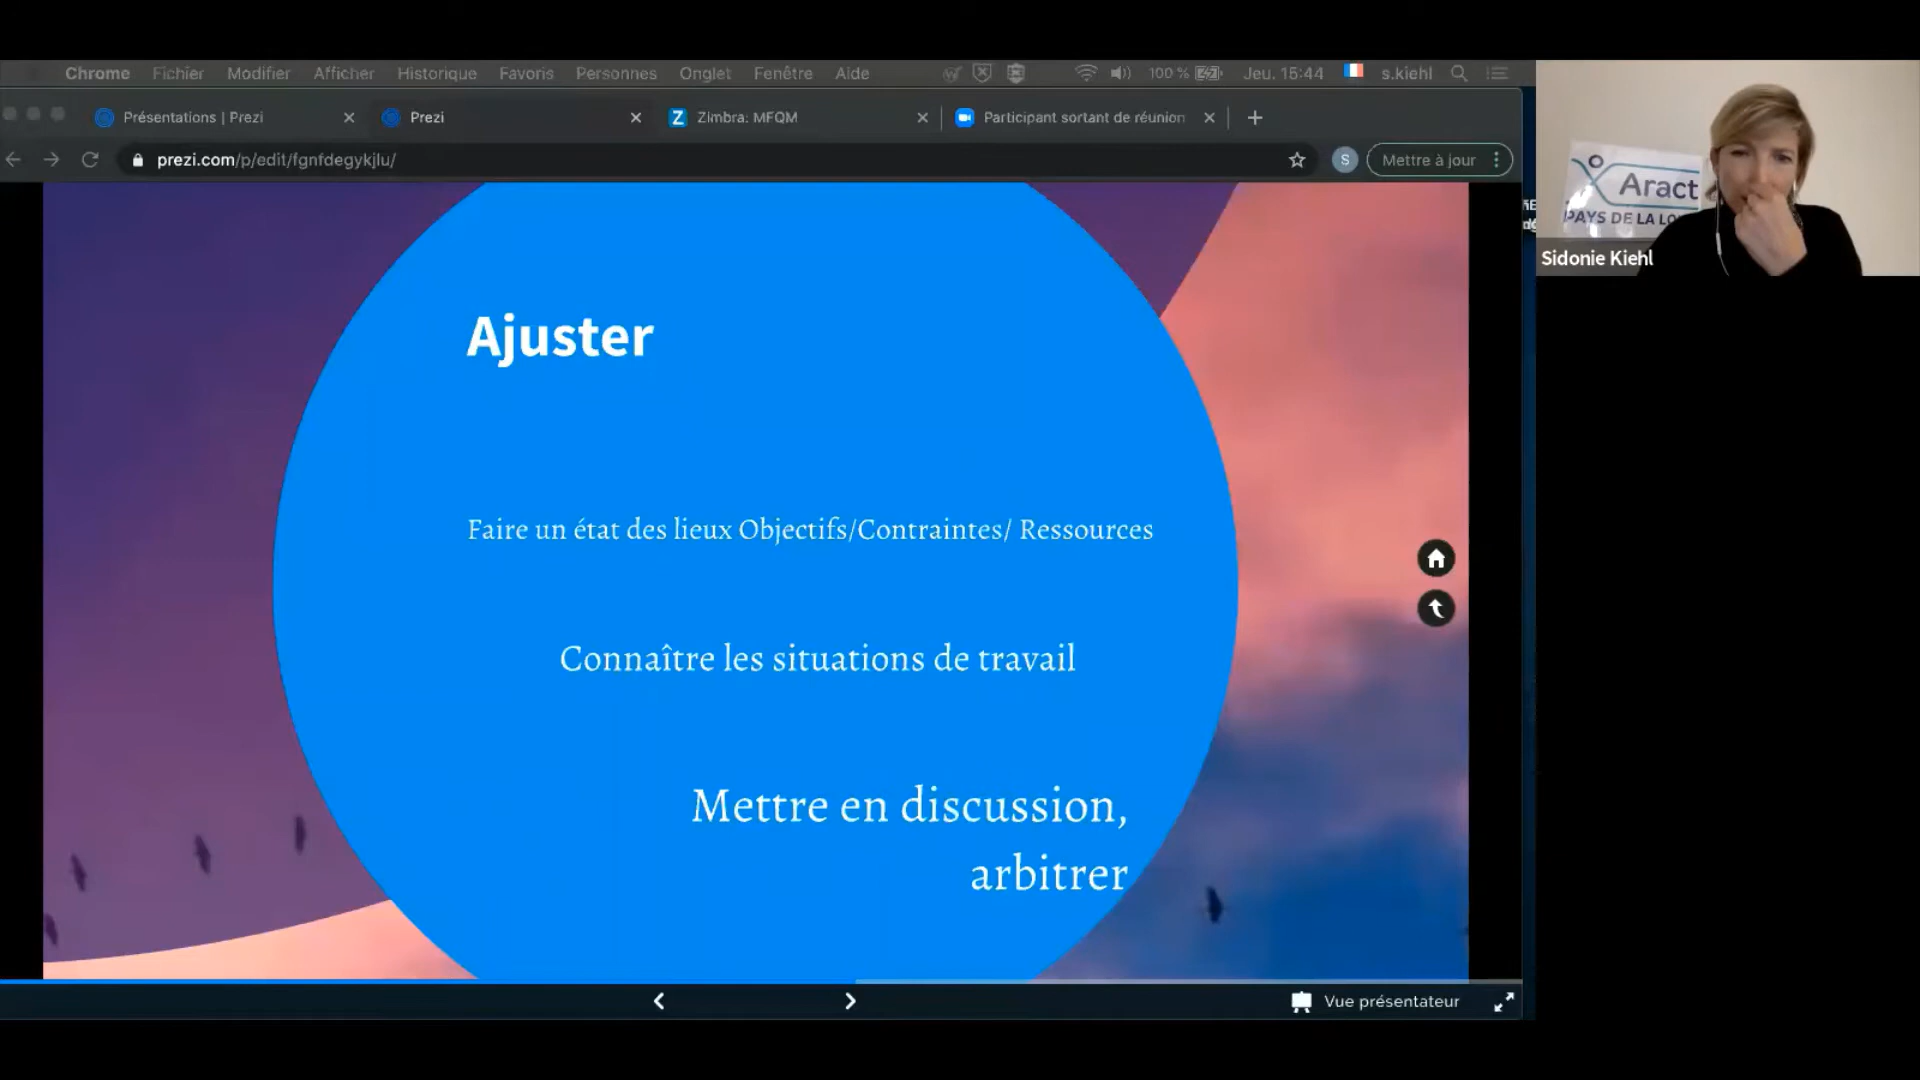 Chrome Fichier Modifier Afficher Historique Favoris Personnes Onglet Fenêtre Aide 100 % Jeu. 15:44 s.kiehl
Présentations | Prezi
Prezi
Zimbra: MFQM
Participant sortant de réunion
prezi.com/p/edit/fgnfdegykjlu/
S
Mettre à jour
Aract
PAYS DE LA LO
Sidonie Kiehl
Ajuster
Faire un état des lieux Objectifs/Contraintes/ Ressources
Connaître les situations de travail
Mettre en discussion,
arbitrer
Vue présentateur